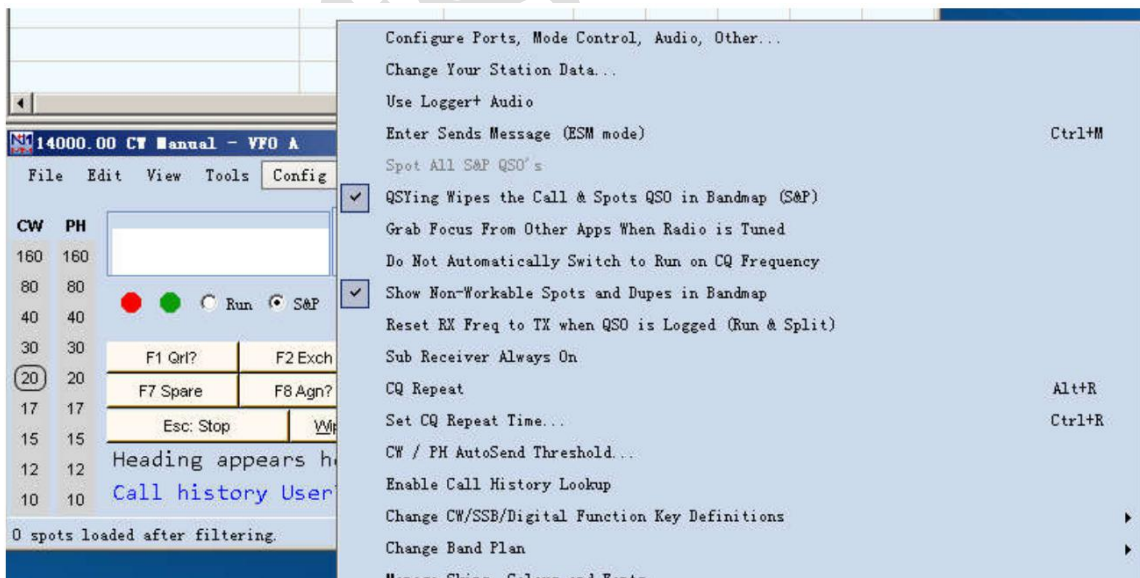 14000.00 CW Manual - VFO A
File Edit View Tools Config
CW PH
160 160
80 80
40 40
30 30
20 20
17 17
15 15
12 12
10 10
Run S&P
F1 Qrl? F2 Exch
F7 Spare F8 Agn?
Esc: Stop
Heading appears
Call history User
0 spots loaded after filtering.
Configure Ports, Mode Control, Audio, Other...
Change Your Station Data...
Use Logger+ Audio
Enter Sends Message (ESM mode) Ctrl+M
Spot All S&P QSO's
QSYing Wipes the Call & Spots QSO in Bandmap (S&P)
Grab Focus From Other Apps When Radio is Tuned
Do Not Automatically Switch to Run on CQ Frequency
Show Non-Workable Spots and Dupes in Bandmap
Reset RX Freq to TX when QSO is Logged (Run & Split)
Sub Receiver Always On
CQ Repeat Alt+R
Set CQ Repeat Time... Ctrl+R
CW / PH AutoSend Threshold...
Enable Call History Lookup
Change CW/SSB/Digital Function Key Definitions
Change Band Plan